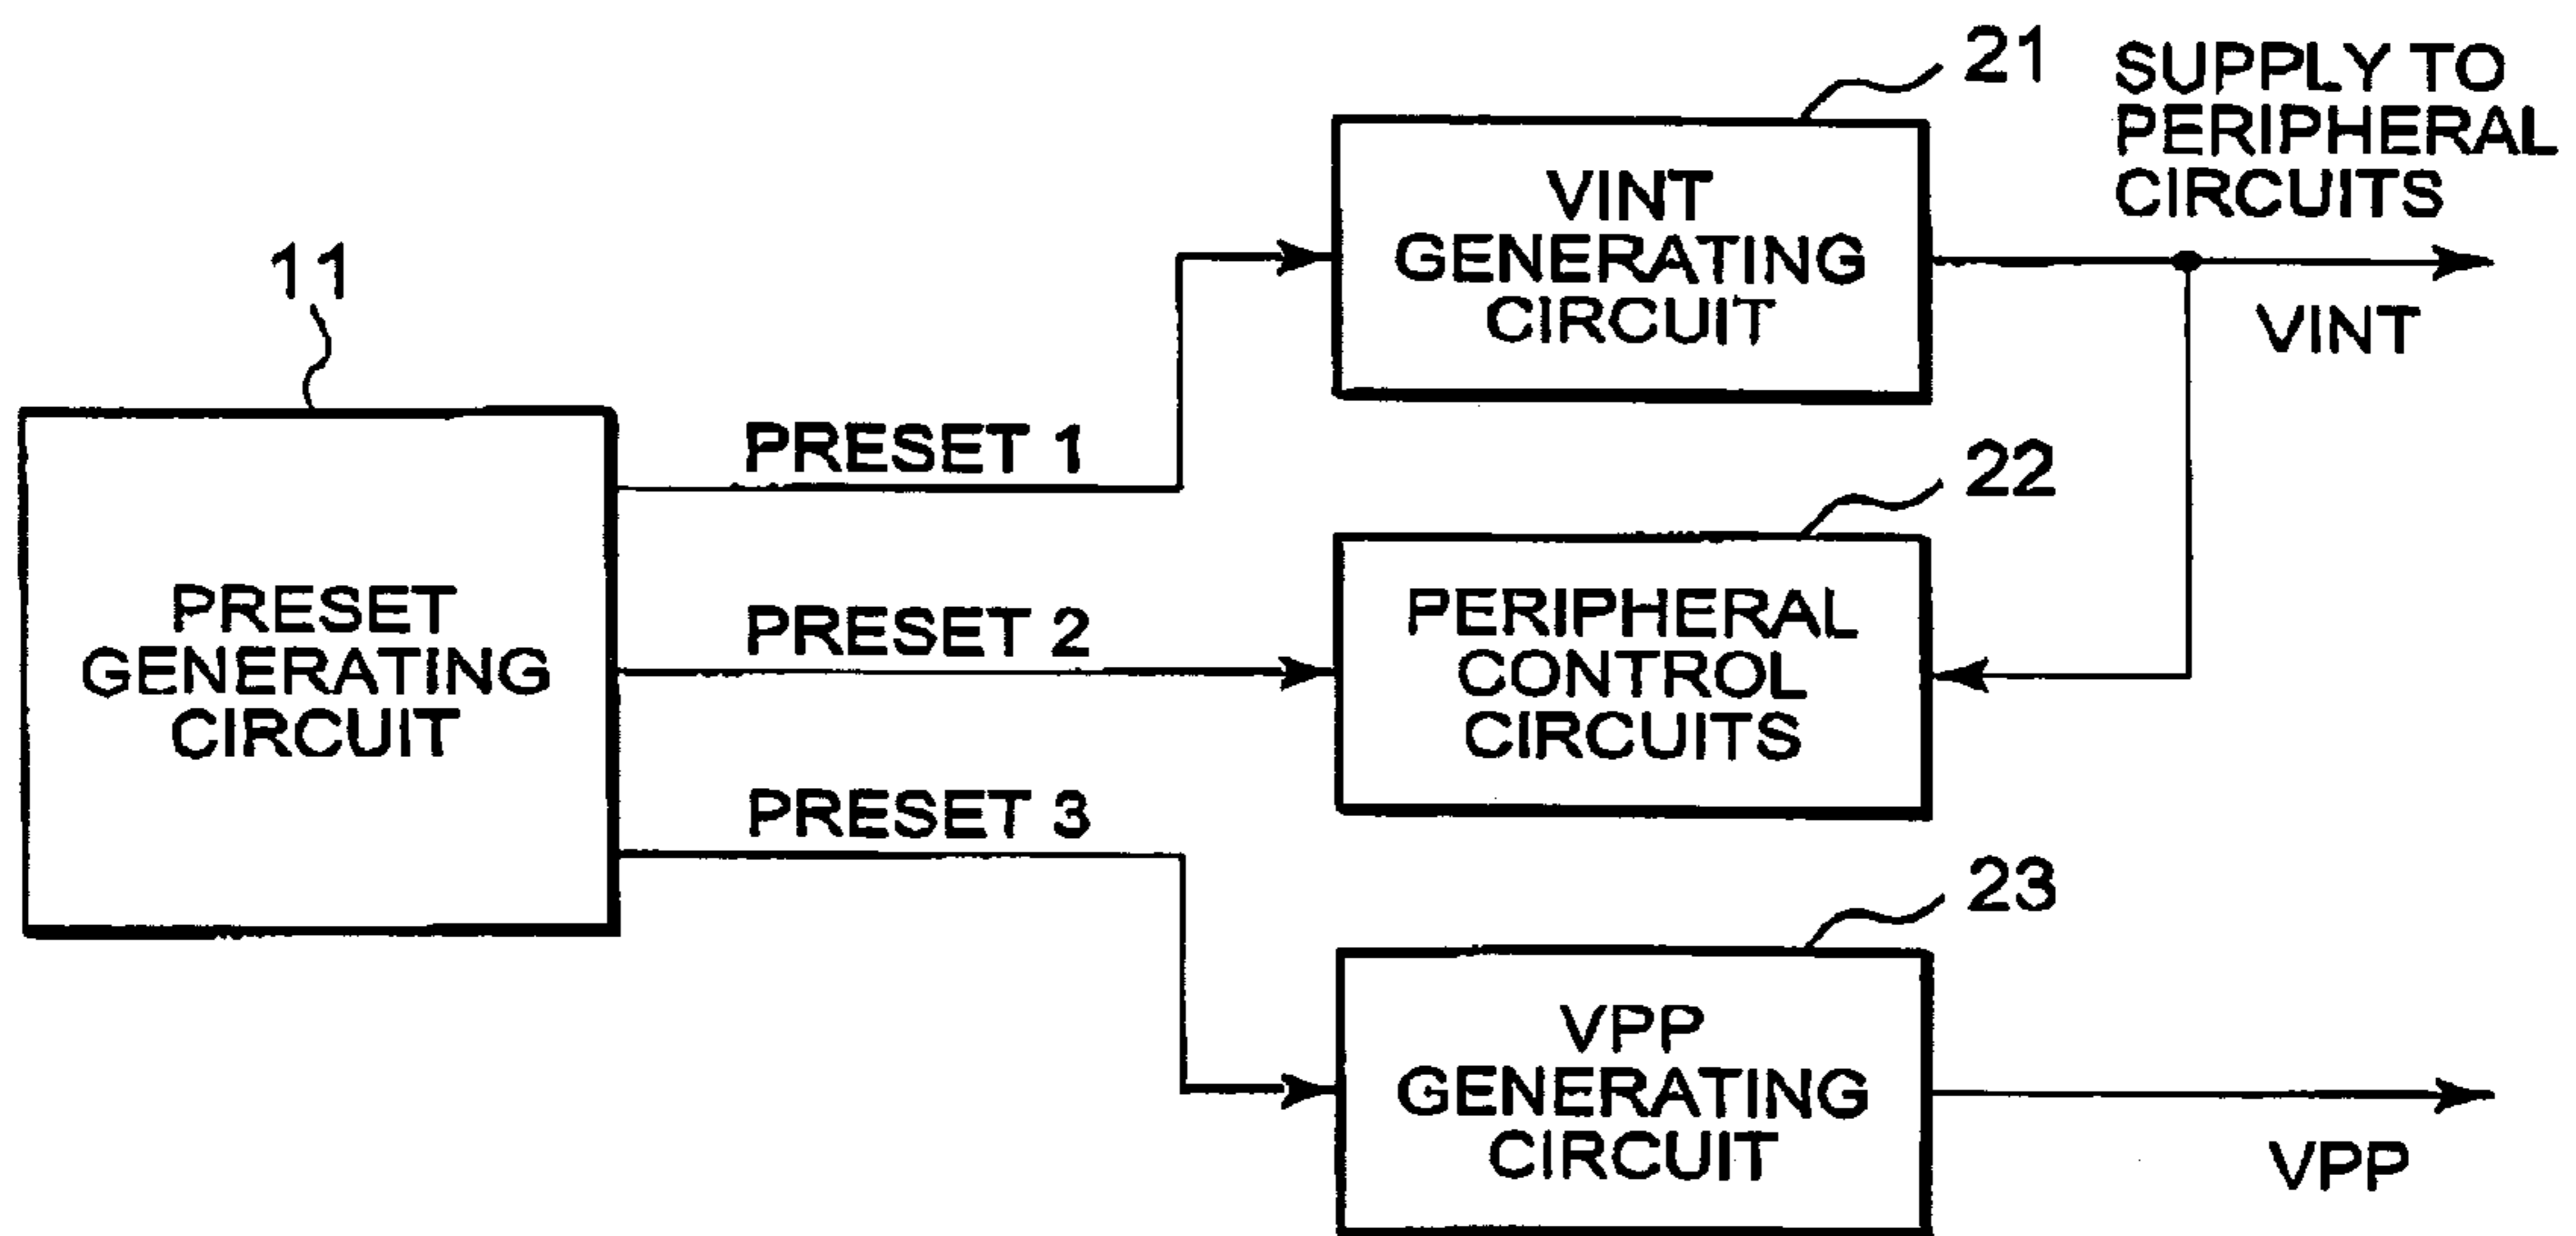 11
PRESET
GENERATING
CIRCUIT
PRESET 1
PRESET 2
PRESET 3
21
VINT
GENERATING
CIRCUIT
SUPPLY TO
PERIPHERAL
CIRCUITS
VINT
22
PERIPHERAL
CONTROL
CIRCUITS
23
VPP
GENERATING
CIRCUIT
VPP